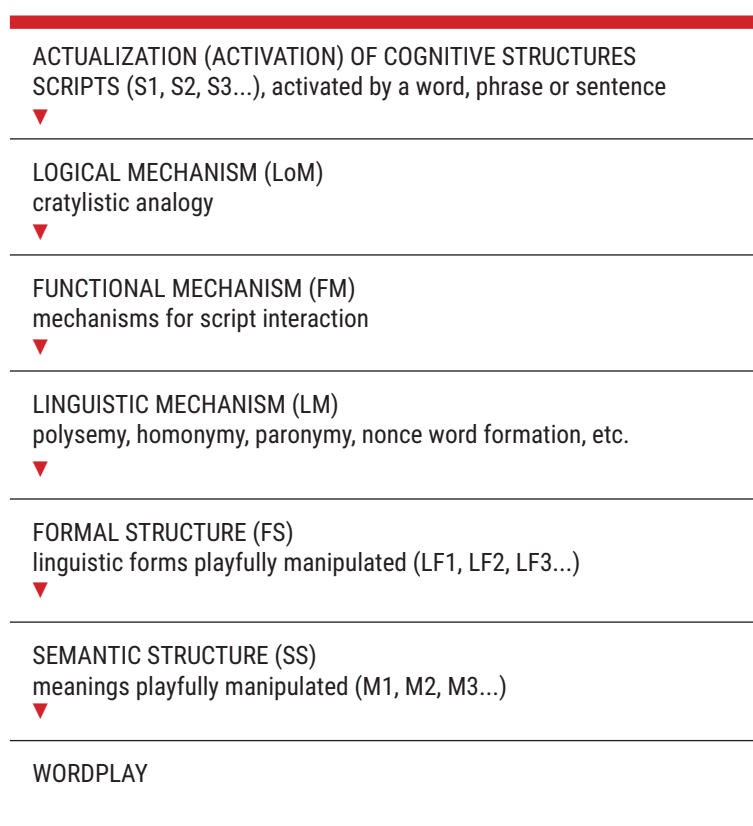 ACTUALIZATION (ACTIVATION) OF COGNITIVE STRUCTURES
SCRIPTS (S1, S2, S3...), activated by a word, phrase or sentence
LOGICAL MECHANISM (LoM)
cratylistic analogy
FUNCTIONAL MECHANISM (FM)
mechanisms for script interaction
LINGUISTIC MECHANISM (LM)
polysemy, homonymy, paronymy, nonce word formation, etc.
FORMAL STRUCTURE (FS)
linguistic forms playfully manipulated (LF1, LF2, LF3...)
SEMANTIC STRUCTURE (SS)
meanings playfully manipulated (M1, M2, M3...)
WORDPLAY